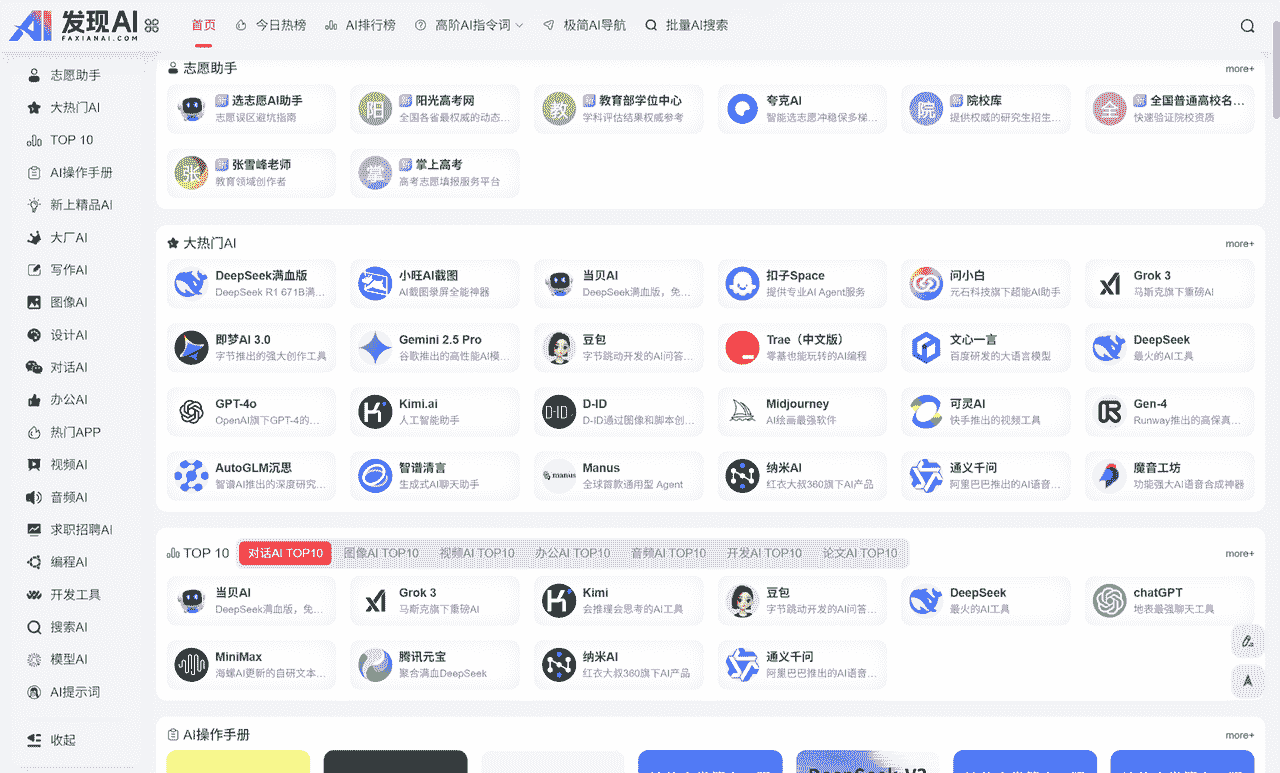 发现AI
FAXIANAI.COM
首页
今日热榜
AI排行榜
高阶AI指令词
极简AI导航
批量AI搜索
志愿助手
大热门AI
TOP 10
AI操作手册
新上精品AI
大厂AI
写作AI
图像AI
设计AI
对话AI
办公AI
热门APP
视频AI
音频AI
求职招聘AI
编程AI
开发工具
搜索AI
模型AI
AI提示词
收起
志愿助手
more+
选志愿AI助手
志愿误区避坑指南
阳
阳光高考网
全国各省最权威的动态...
教
教育部学位中心
学科评估结果权威参考
夸克AI
智能选志愿冲稳保多梯...
院
院校库
提供权威的研究生招生...
全
全国普通高校名...
快速验证院校资质
张
张雪峰老师
教育领域创作者
掌
掌上高考
高考志愿填报服务平台
大热门AI
more+
DeepSeek满血版
DeepSeek R1 671B满...
小旺AI截图
AI截图录屏全能神器
当贝AI
DeepSeek满血版，免...
扣子Space
提供专业AI Agent服务
问小白
元石科技旗下超能AI助手
Grok 3
马斯克旗下重磅AI
即梦AI 3.0
字节推出的强大创作工具
Gemini 2.5 Pro
谷歌推出的高性能AI模...
豆包
字节跳动开发的AI问答...
Trae（中文版）
零基也能玩转的AI编程
文心一言
百度研发的大语言模型
DeepSeek
最火的AI工具
GPT-4o
OpenAI旗下GPT-4的...
Kimi.ai
人工智能助手
D-ID
D-ID
D-ID通过图像和脚本创...
Midjourney
AI绘画最强软件
可灵AI
快手推出的视频工具
Gen-4
Runway推出的高保真...
AutoGLM沉思
智谱AI推出的深度研究...
智谱清言
生成式AI聊天助手
manus
Manus
全球首款通用型 Agent
纳米AI
红衣大叔360旗下AI产品
通义千问
阿里巴巴推出的AI语音...
魔音工坊
功能强大AI语音合成神器
TOP 10
对话AI TOP10
图像AI TOP10
视频AI TOP10
办公AI TOP10
音频AI TOP10
开发AI TOP10
论文AI TOP10
more+
当贝AI
DeepSeek满血版，免...
Grok 3
马斯克旗下重磅AI
Kimi
会推理会思考的AI工具
豆包
字节跳动开发的AI问答...
DeepSeek
最火的AI工具
chatGPT
地表最强聊天工具
MiniMax
海螺AI更新的自研文本...
腾讯元宝
聚合满血DeepSeek
纳米AI
红衣大叔360旗下AI产品
通义千问
阿里巴巴推出的AI语音...
AI操作手册
more+